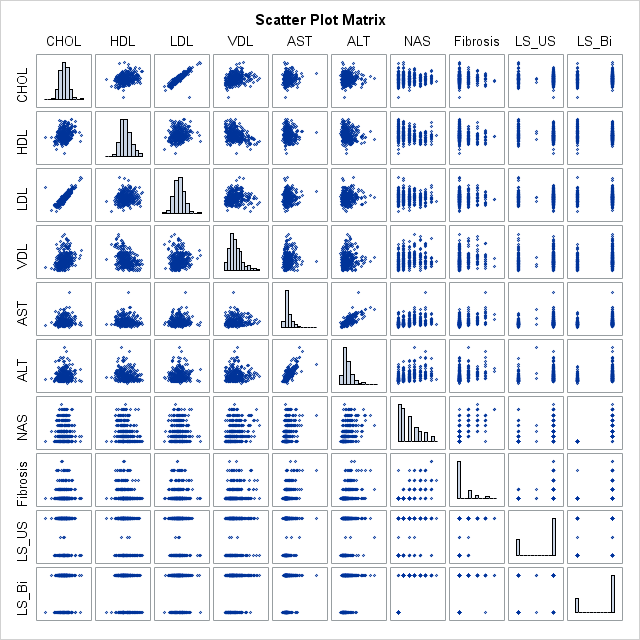 Scatter Plot Matrix
CHOL HDL LDL VDL AST ALT NAS Fibrosis LS_US LS_Bi
CHOL
HDL
LDL
VDL
AST
ALT
NAS
Fibrosis
LS_US
LS_Bi